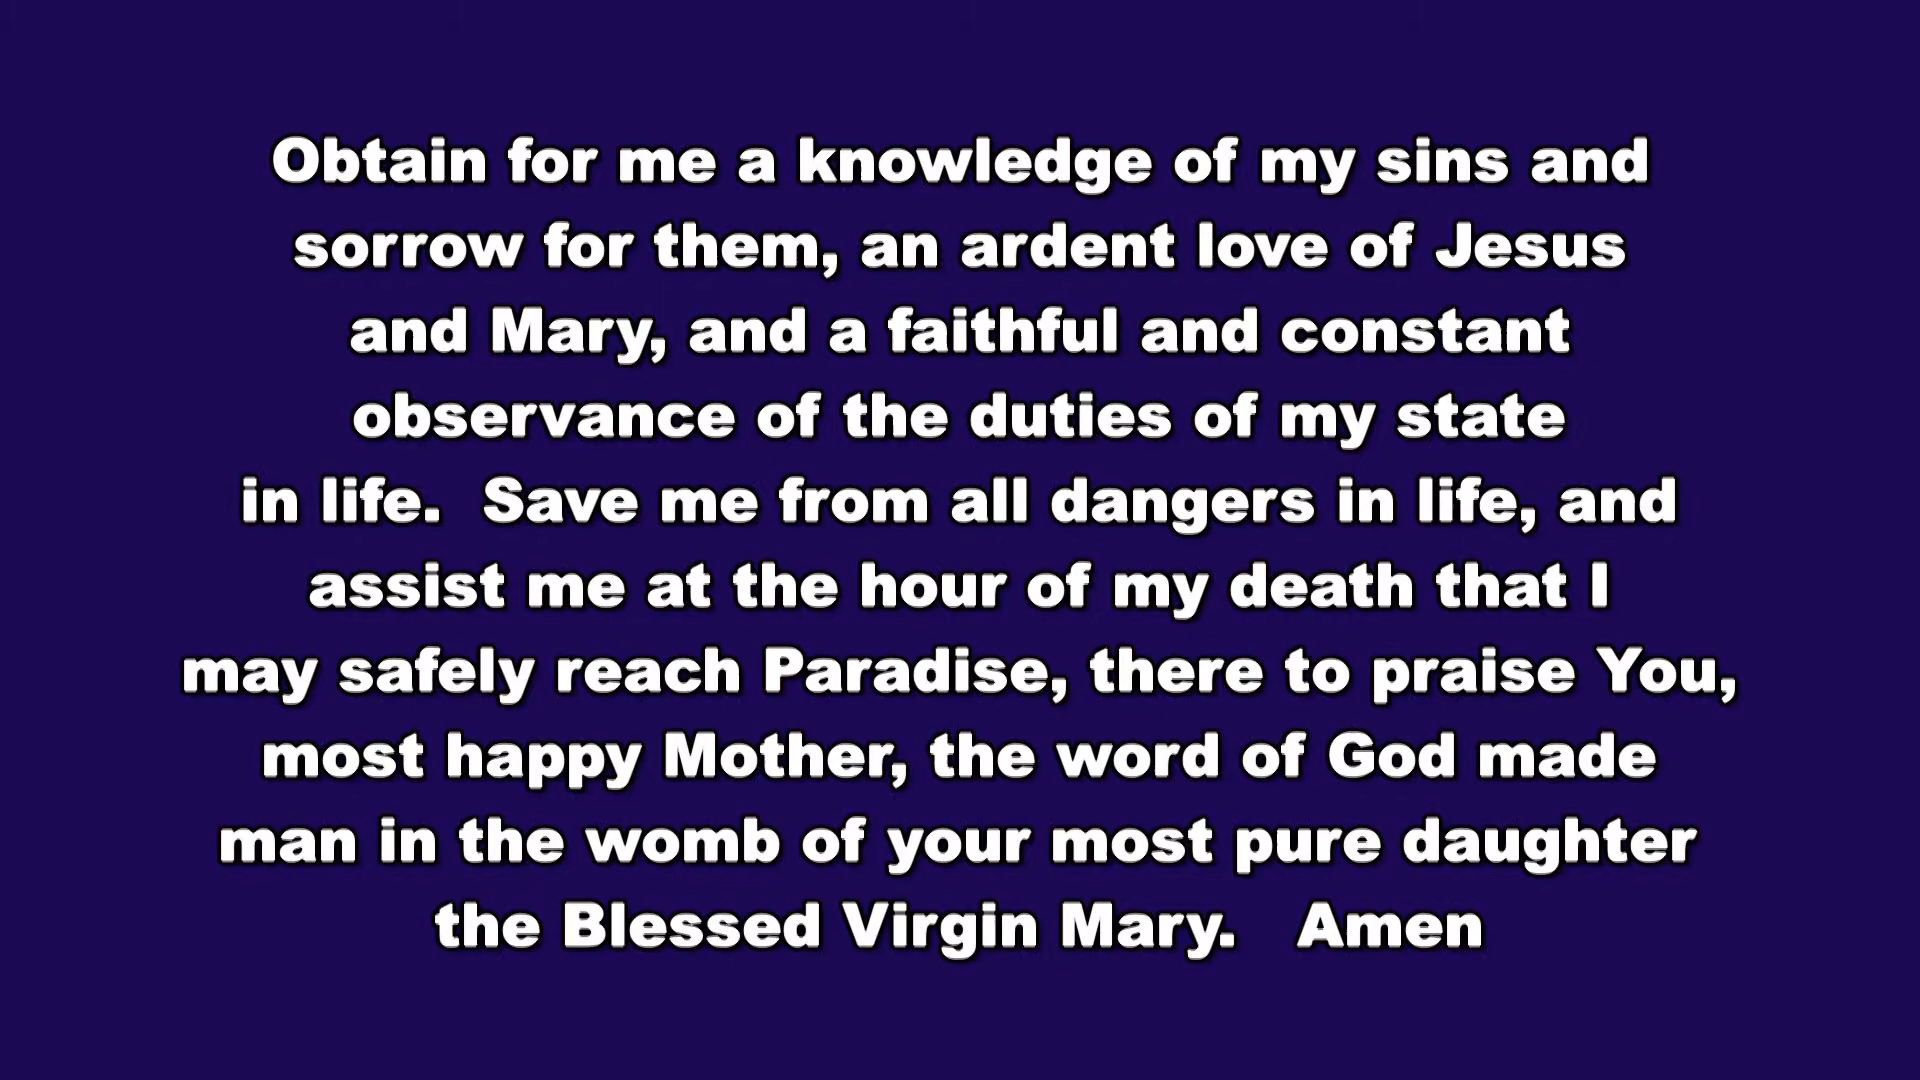 Obtain for me a knowledge of my sins and
sorrow for them, an ardent love of Jesus
and Mary, and a faithful and constant
observance of the duties of my state
in life.  Save me from all dangers in life, and
assist me at the hour of my death that I
may safely reach Paradise, there to praise You,
most happy Mother, the word of God made
man in the womb of your most pure daughter
the Blessed Virgin Mary.   Amen